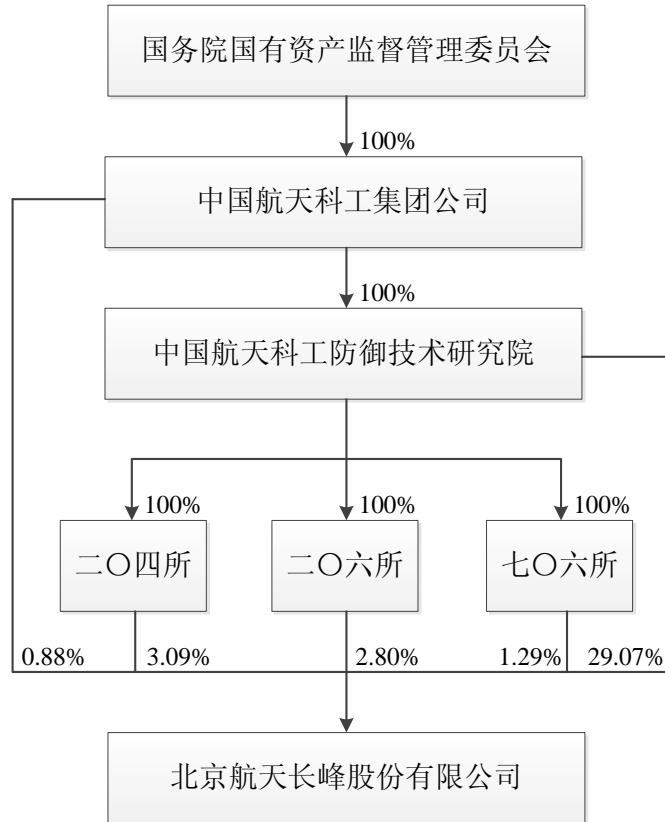 国务院国有资产监督管理委员会
100%
中国航天科工集团公司
100%
中国航天科工防御技术研究院
100%
100%
100%
二〇四所
二〇六所
七〇六所
0.88%
3.09%
2.80%
1.29%
29.07%
北京航天长峰股份有限公司